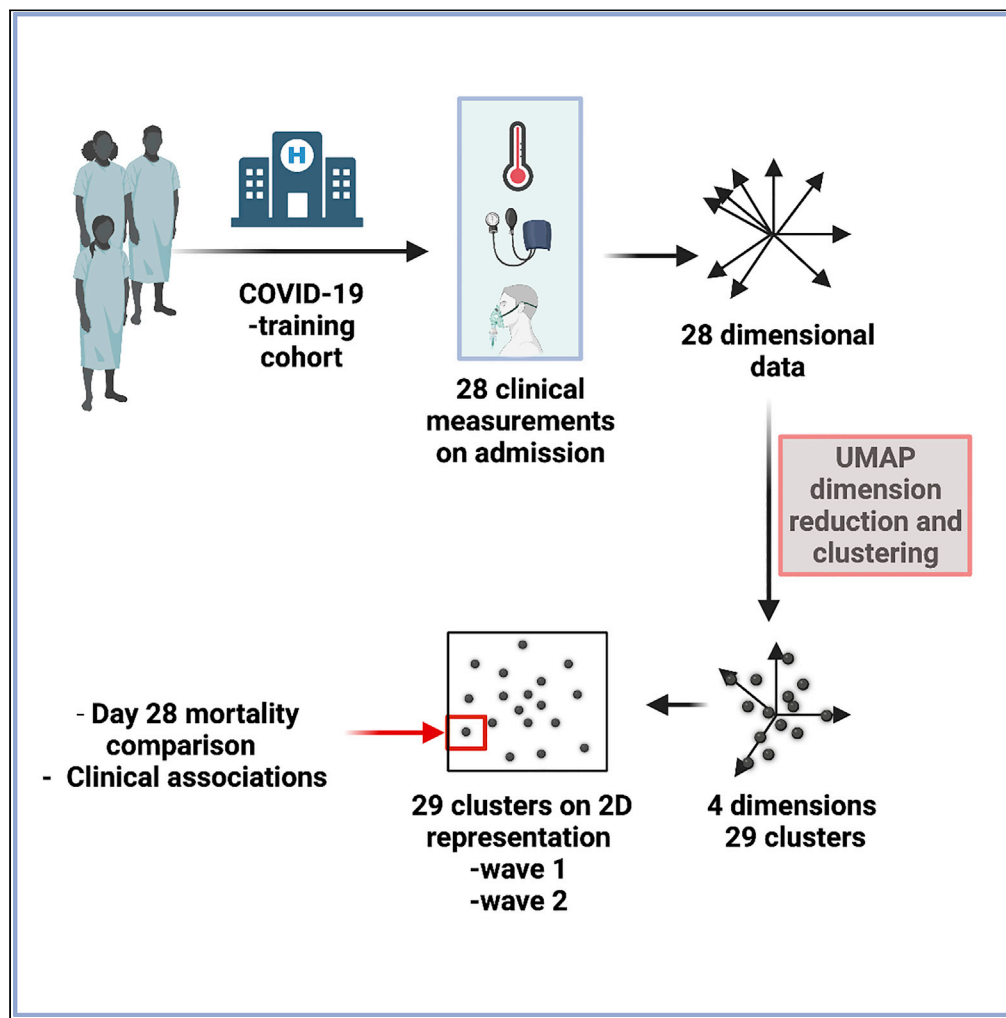 H
COVID-19
-training
cohort
28 clinical
measurements
on admission
28 dimensional
data
UMAP
dimension
reduction and
clustering
4 dimensions
29 clusters
29 clusters on 2D
representation
-wave 1
-wave 2
- Day 28 mortality
comparison
- Clinical associations